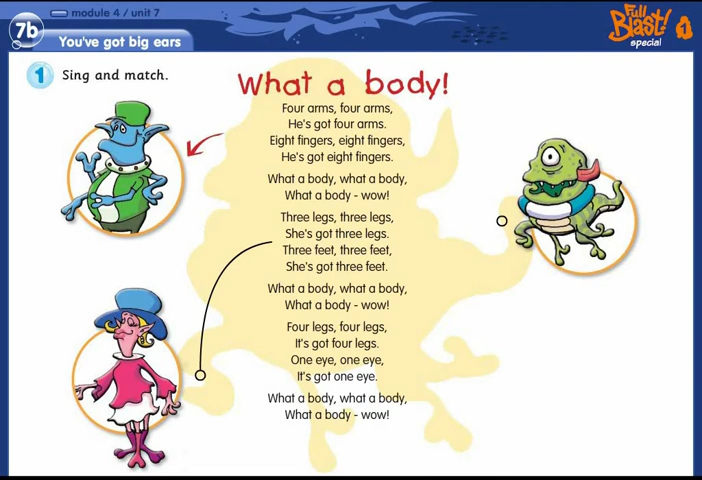 module 4 / unit 7
7b
You've got big ears
Full
Blast!
special
1
1 Sing and match.
What a body!
Four arms, four arms,
He's got four arms.
Eight fingers, eight fingers,
He's got eight fingers.
What a body, what a body,
What a body - wow!
Three legs, three legs,
She's got three legs.
Three feet, three feet,
She's got three feet.
What a body, what a body,
What a body - wow!
Four legs, four legs,
It's got four legs.
One eye, one eye,
It's got one eye.
What a body, what a body,
What a body - wow!